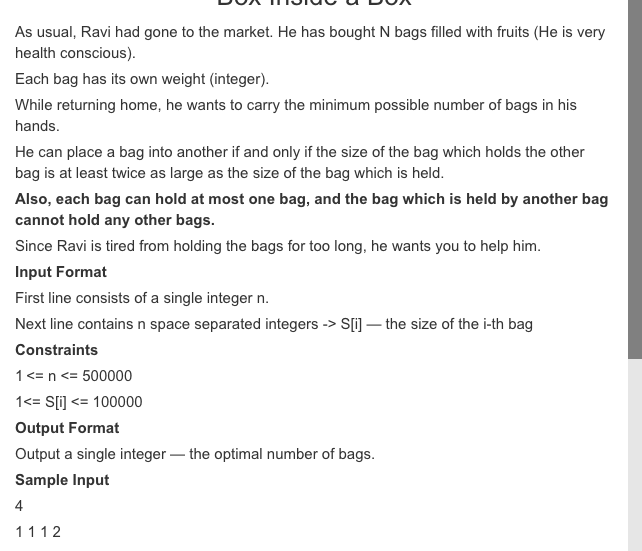 Box Inside a Box
As usual, Ravi had gone to the market. He has bought N bags filled with fruits (He is very
health conscious).
Each bag has its own weight (integer).
While returning home, he wants to carry the minimum possible number of bags in his
hands.
He can place a bag into another if and only if the size of the bag which holds the other
bag is at least twice as large as the size of the bag which is held.
Also, each bag can hold at most one bag, and the bag which is held by another bag
cannot hold any other bags.
Since Ravi is tired from holding the bags for too long, he wants you to help him.
Input Format
First line consists of a single integer n.
Next line contains n space separated integers -> S[i] — the size of the i-th bag
Constraints
1 <= n <= 500000
1<= S[i] <= 100000
Output Format
Output a single integer — the optimal number of bags.
Sample Input
4
1 1 1 2